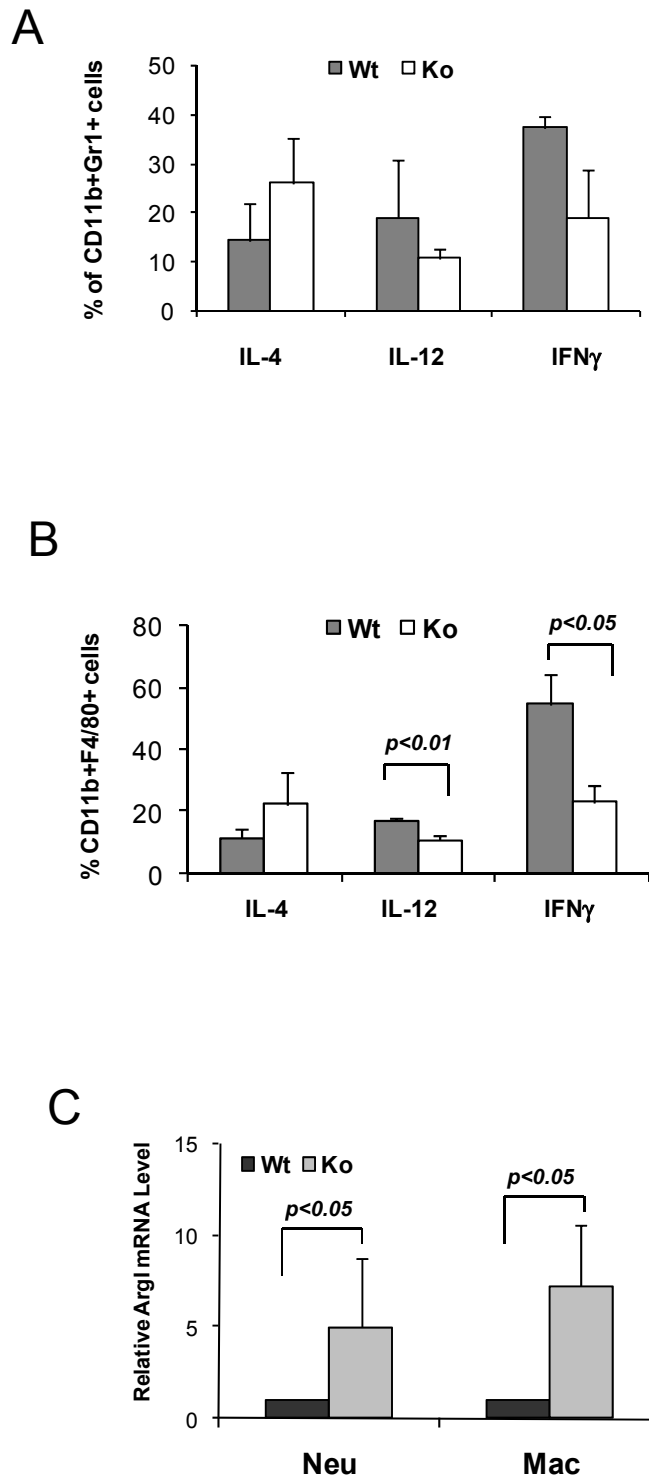 A
% of CD11b+Gr1+ cells
50
40
30
20
10
0
Wt Ko
IL-4 IL-12 IFNγ
B
% CD11b+F4/80+ cells
80
60
40
20
0
Wt Ko
p<0.05
p<0.01
IL-4 IL-12 IFNγ
C
Relative ArgI mRNA Level
15
10
5
0
Wt Ko
p<0.05
p<0.05
Neu Mac